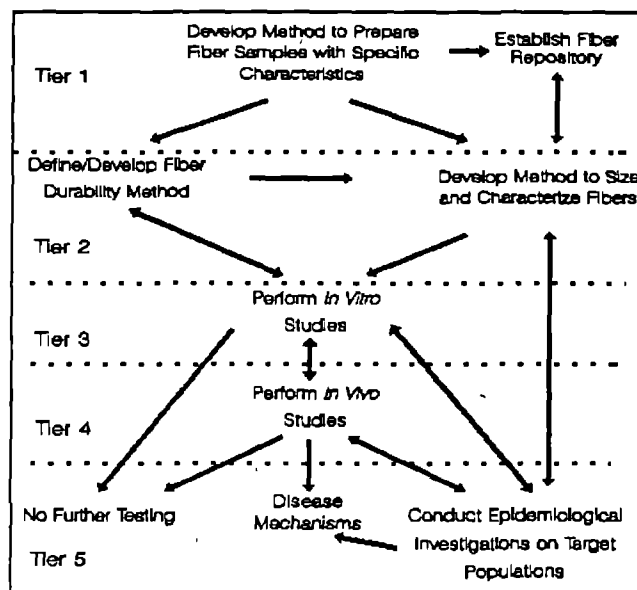 Develop Method to Prepare
Fiber Samples with Specific
Characteristics
Establish Fiber
Repository
Tier 1
Define/Develop Fiber
Durability Method
Develop Method to Size
and Characterize Fibers
Tier 2
Perform In Vitro
Studies
Tier 3
Perform In Vivo
Studies
Tier 4
No Further Testing
Disease
Mechanisms
Conduct Epidemiological
Investigations on Target
Populations
Tier 5